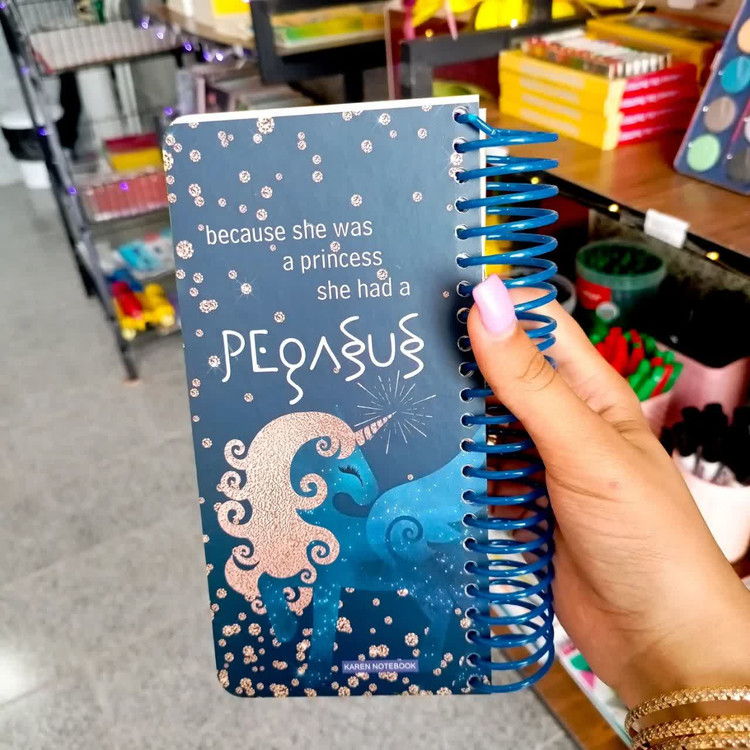 because she was
a princess
she had a
PEGASUS
KAREN NOTEBOOK